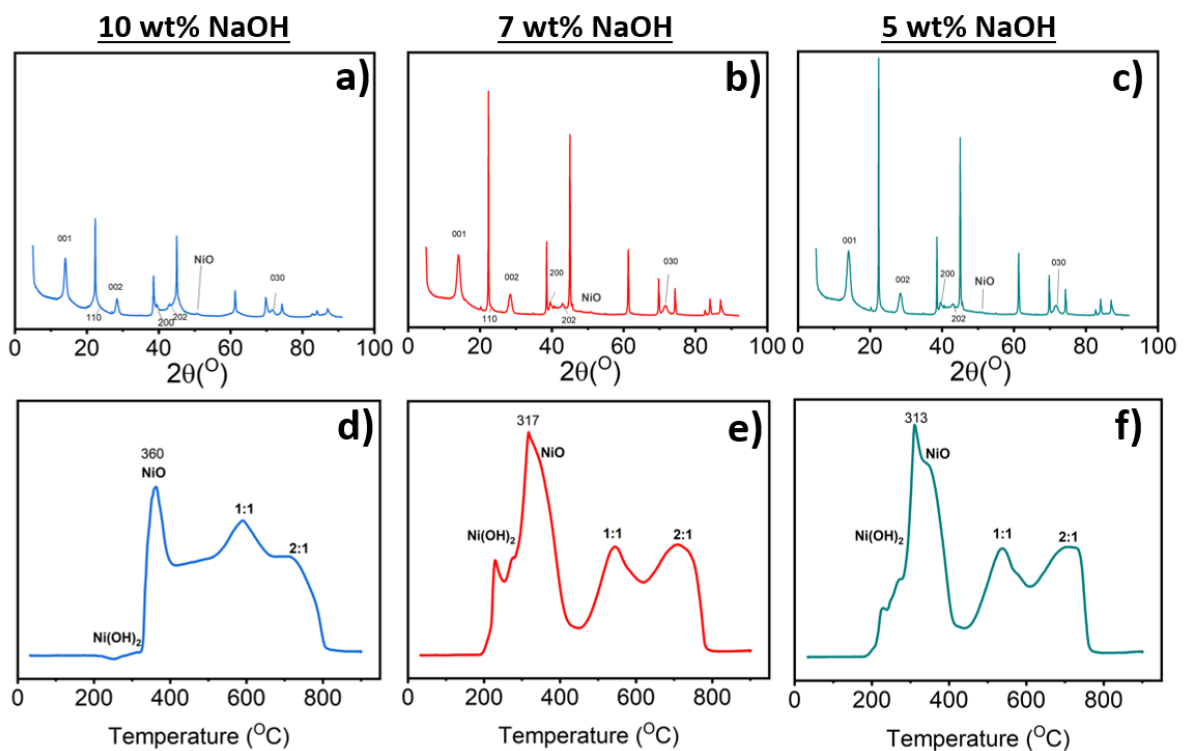 10 wt% NaOH
7 wt% NaOH
5 wt% NaOH
a)
001
110
002
200
202
NiO
030
0 20 40 60 80 100
2θ(O)
b)
001
110
002
200
202
NiO
030
0 20 40 60 80 100
2θ(O)
c)
001
002
200
202
NiO
030
0 20 40 60 80 100
2θ(O)
d)
360
NiO
1:1
2:1
Ni(OH)2
0 200 400 600 800
Temperature (OC)
e)
317
NiO
Ni(OH)2
1:1
2:1
0 200 400 600 800
Temperature (OC)
f)
313
NiO
Ni(OH)2
1:1
2:1
0 200 400 600 800
Temperature (OC)